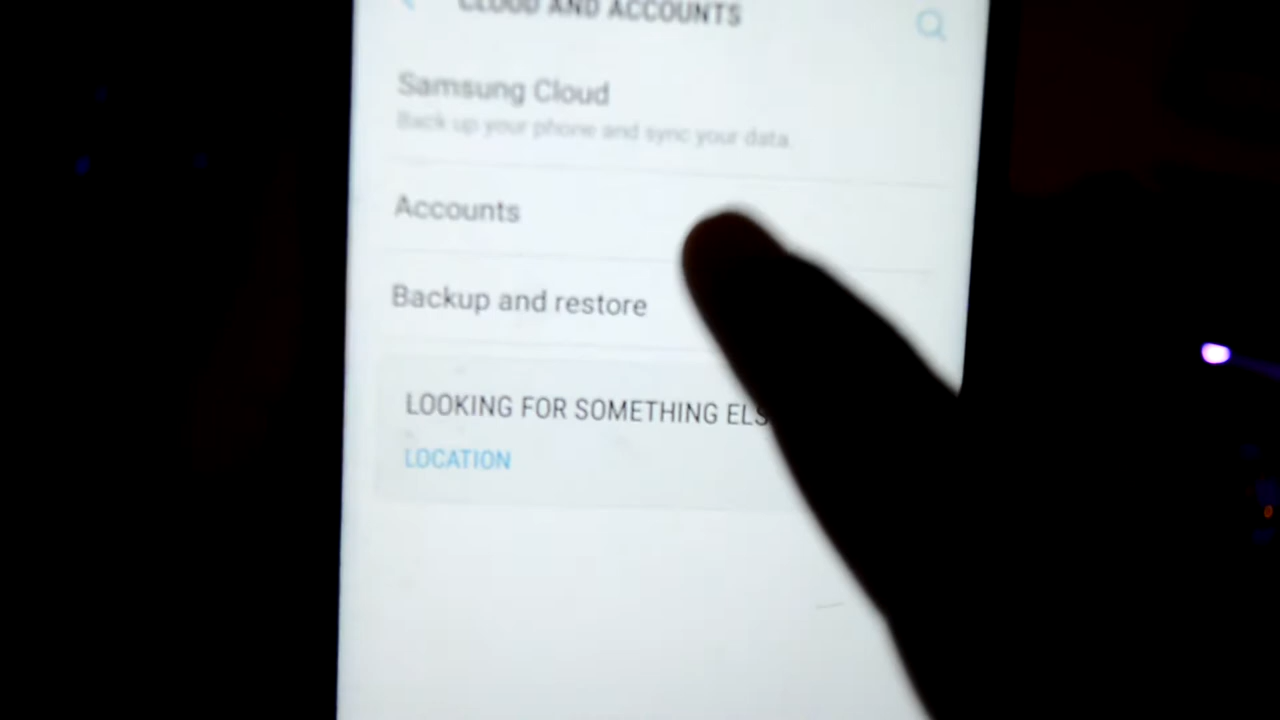 CLOUD AND ACCOUNTS
Samsung Cloud
Back up your phone and sync your data.
Accounts
Backup and restore
LOOKING FOR SOMETHING ELS
LOCATION